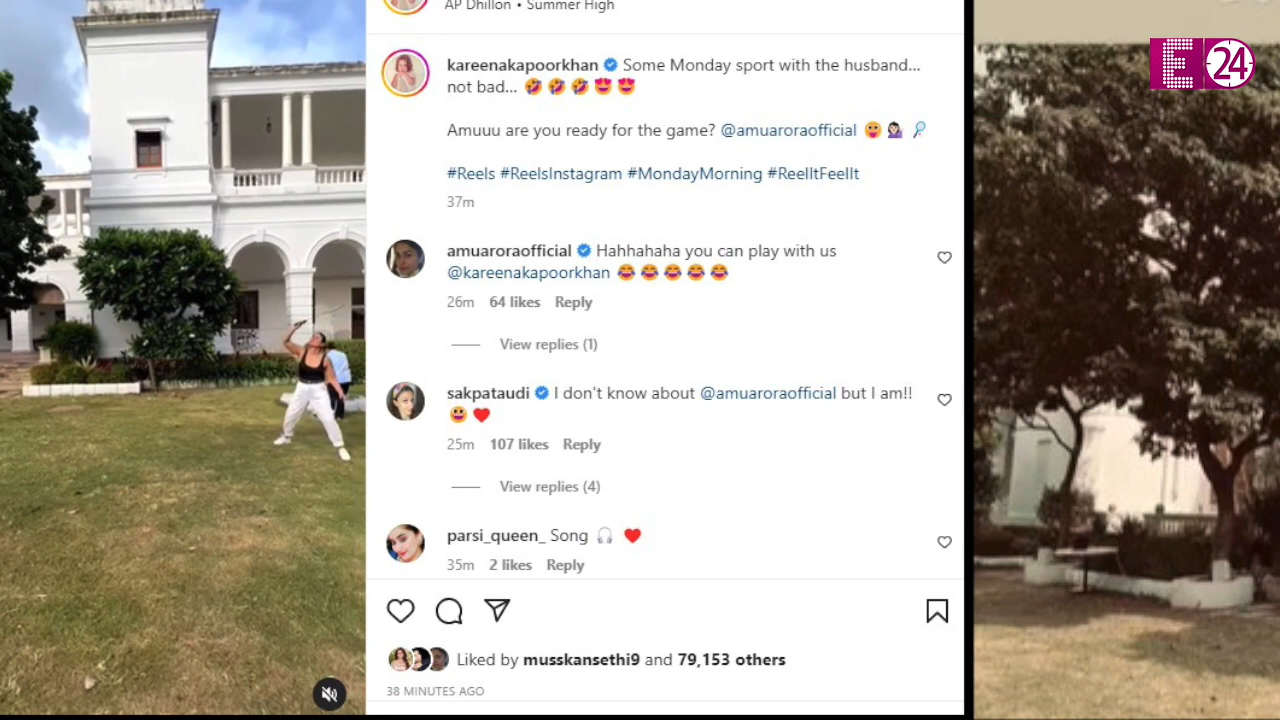 AP Dhillon • Summer High
kareenakapoorkhan Some Monday sport with the husband...
not bad... 🤣 🤣 🤣 😍 😍
Amuuu are you ready for the game? @amuaroraofficial 😛 💁🏻‍♀️ 🏸
#Reels #ReelsInstagram #MondayMorning #ReelItFeelIt
37m
amuaroraofficial Hahhahaha you can play with us
@kareenakapoorkhan 😂 😂 😂 😂 😂
26m 64 likes Reply
View replies (1)
sakpataudi I don't know about @amuaroraofficial but I am!!
😃 ❤️
25m 107 likes Reply
View replies (4)
parsi_queen_ Song 🎧 ❤️
35m 2 likes Reply
Liked by musskansethi9 and 79,153 others
38 MINUTES AGO
E 24